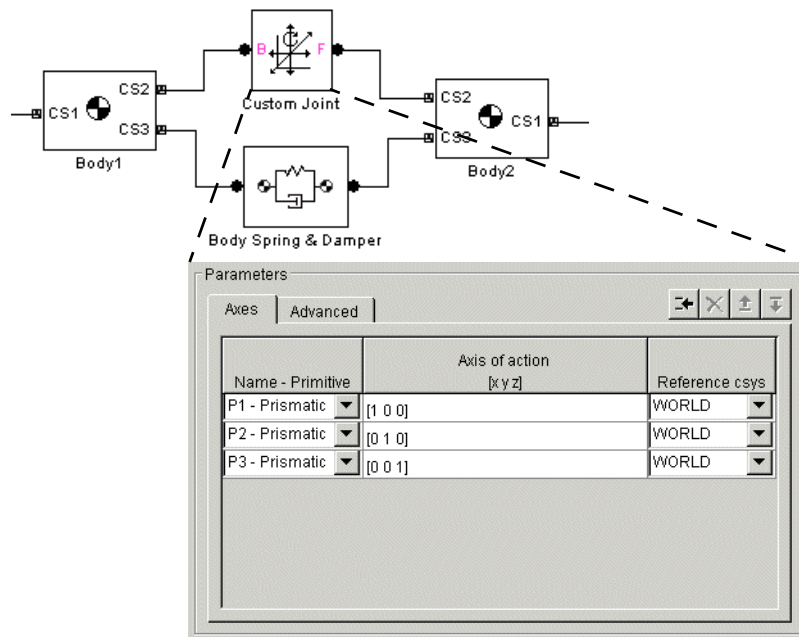 B F
CS2
Custom Joint
CS2
CS1
CS1
CS3
CS3
Body1
Body2
Body Spring & Damper
Parameters
Axes
Advanced
Name - Primitive
Axis of action
[x y z]
Reference csys
P1 - Prismatic
[1 0 0]
WORLD
P2 - Prismatic
[0 1 0]
WORLD
P3 - Prismatic
[0 0 1]
WORLD